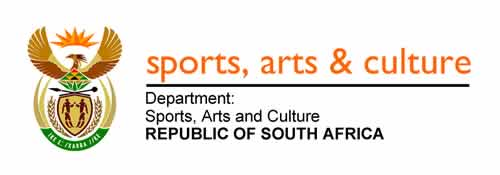 sports, arts & culture
Department:
Sports, Arts and Culture
REPUBLIC OF SOUTH AFRICA